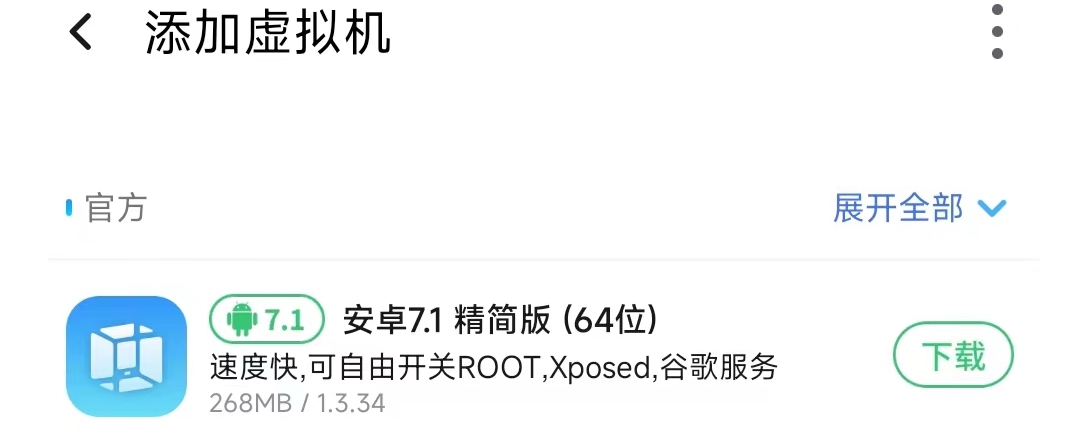 添加虚拟机
官方
展开全部
7.1 安卓7.1 精简版 (64位)
速度快,可自由开关ROOT,Xposed,谷歌服务
下载
268MB / 1.3.34